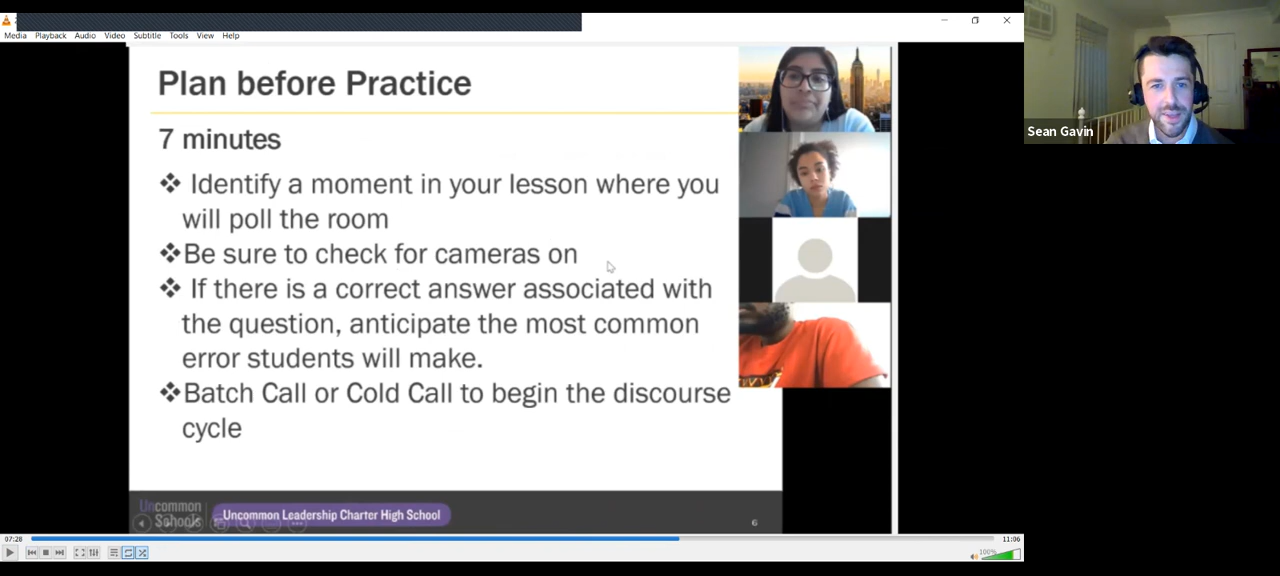 Media Playback Audio Video Subtitle Tools View Help
Plan before Practice
7 minutes
❖ Identify a moment in your lesson where you
will poll the room
❖Be sure to check for cameras on
❖ If there is a correct answer associated with
the question, anticipate the most common
error students will make.
❖Batch Call or Cold Call to begin the discourse
cycle
Uncommon
Schools
Uncommon Leadership Charter High School
6
07:28
11:06
100%
Sean Gavin